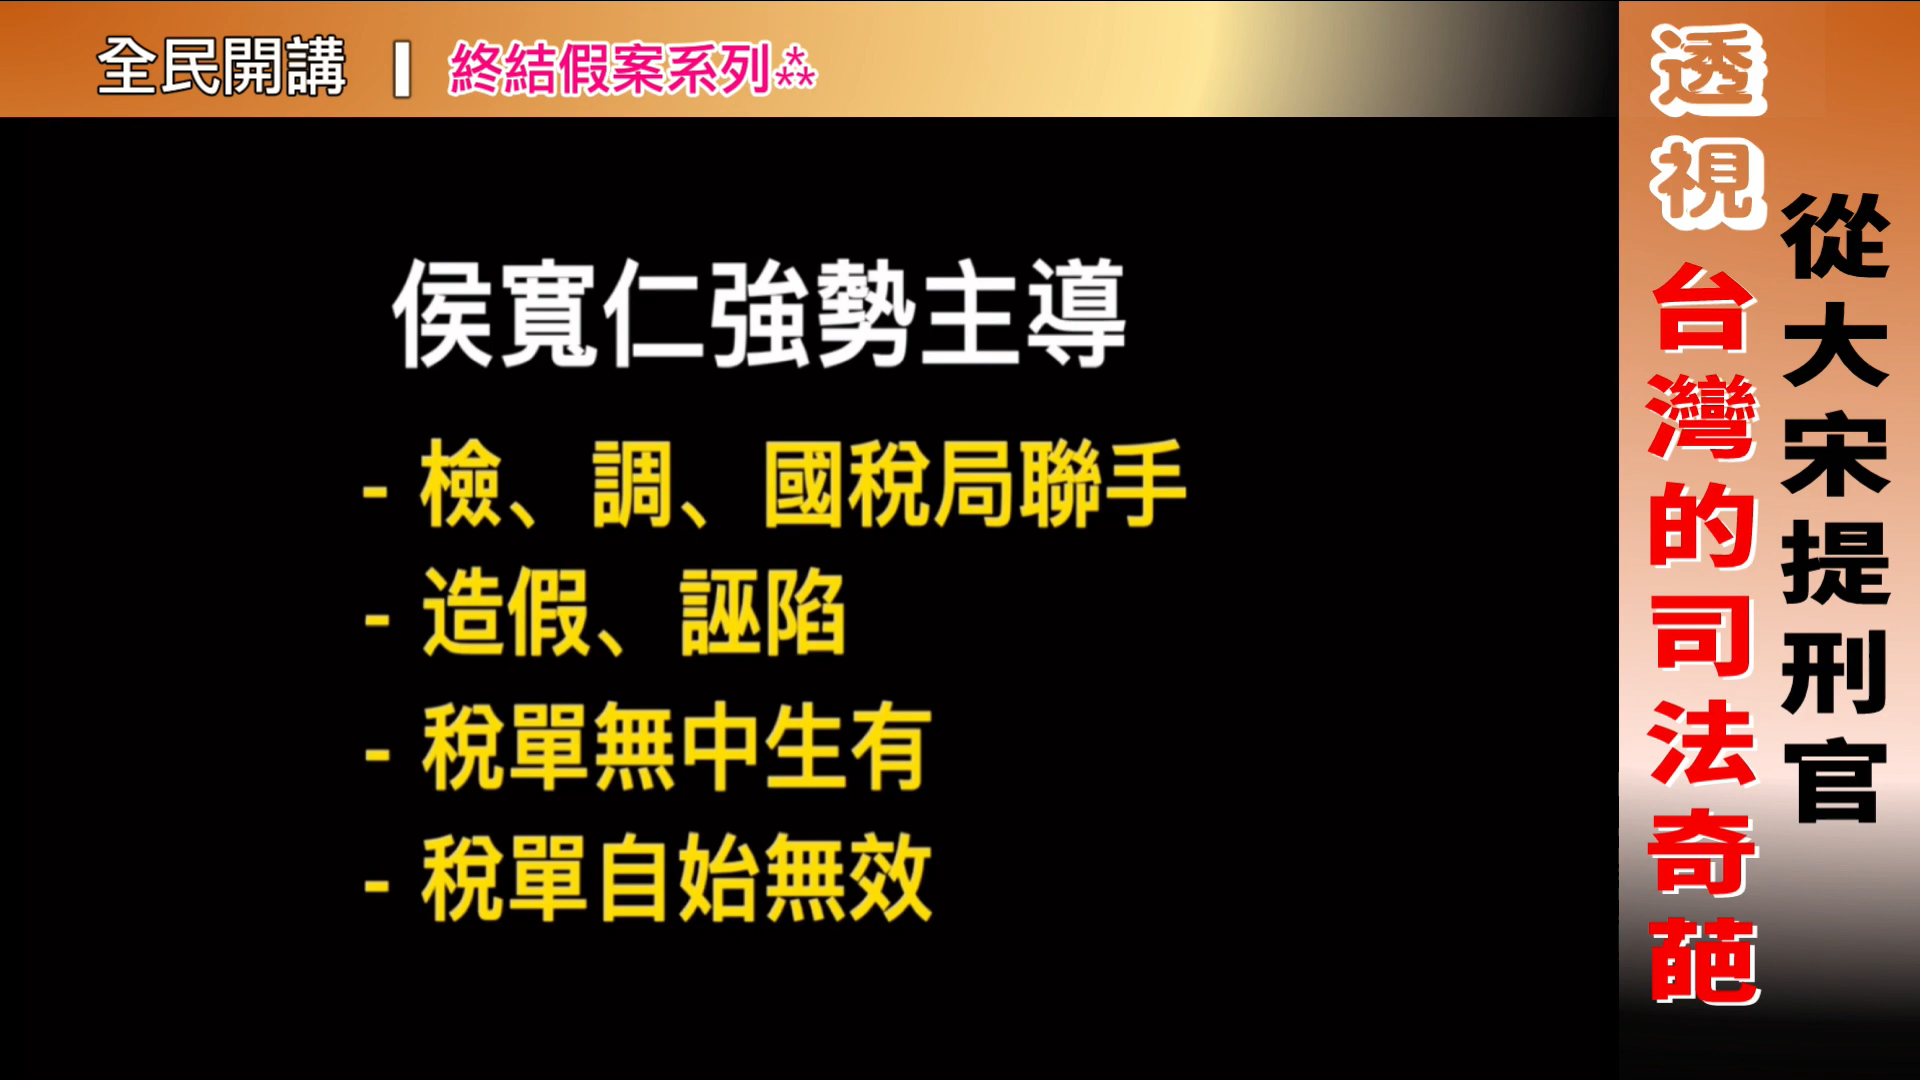 全民開講 | 終結假案系列⁂
侯寬仁強勢主導
- 檢、調、國稅局聯手
- 造假、誣陷
- 稅單無中生有
- 稅單自始無效
從大宋提刑官
透視台灣的司法奇葩